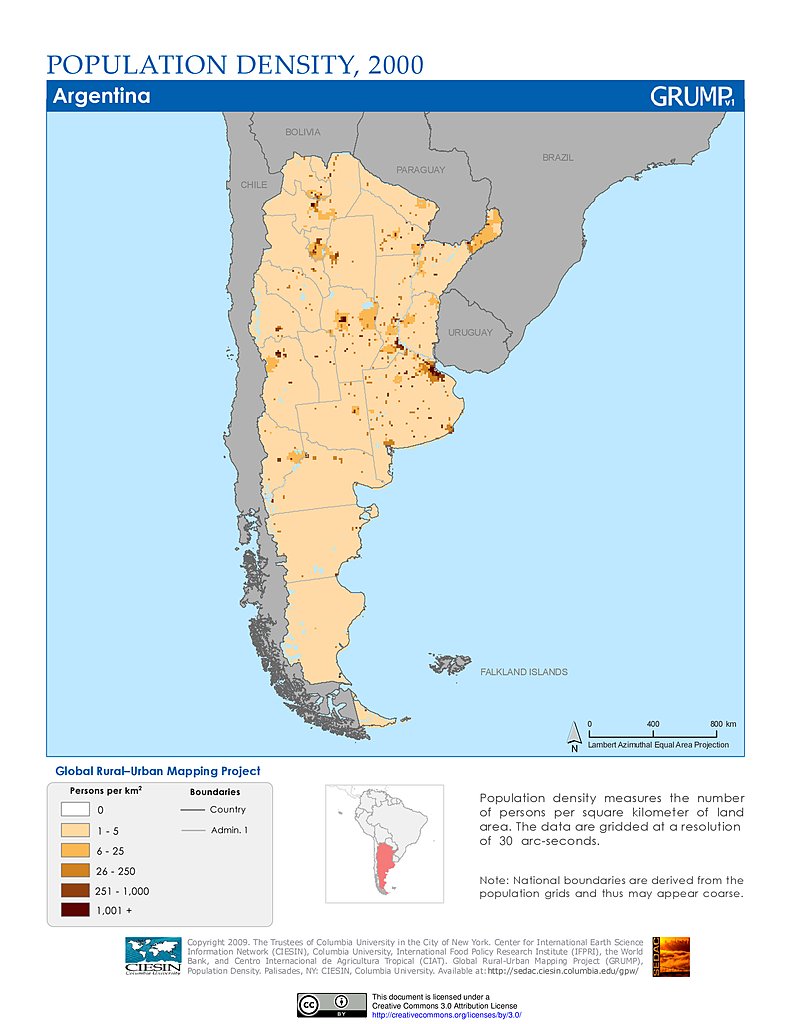 POPULATION DENSITY, 2000
Argentina
GRUMPv1
BOLIVIA
PARAGUAY
BRAZIL
CHILE
URUGUAY
FALKLAND ISLANDS
0 400 800 km
N
Lambert Azimuthal Equal Area Projection
Global Rural–Urban Mapping Project
Persons per km²
0
1 - 5
6 - 25
26 - 250
251 - 1,000
1,001 +
Boundaries
Country
Admin. 1
Population density measures the number
of persons per square kilometer of land
area. The data are gridded at a resolution
of 30 arc-seconds.
Note: National boundaries are derived from the
population grids and thus may appear coarse.
CIESIN
Columbia University
Copyright 2009. The Trustees of Columbia University in the City of New York. Center for International Earth Science
Information Network (CIESIN), Columbia University, International Food Policy Research Institute (IFPRI), the World
Bank, and Centro Internacional de Agricultura Tropical (CIAT). Global Rural-Urban Mapping Project (GRUMP),
Population Density. Palisades, NY: CIESIN, Columbia University. Available at: http://sedac.ciesin.columbia.edu/gpw/
SEDAC
cc
BY
This document is licensed under a
Creative Commons 3.0 Attribution License
http://creativecommons.org/licenses/by/3.0/